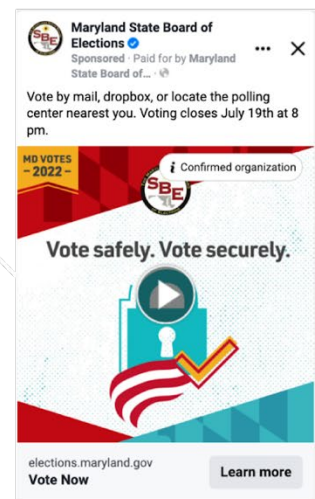 Maryland State Board of
Elections
Sponsored · Paid for by Maryland
State Board of... ·
Vote by mail, dropbox, or locate the polling
center nearest you. Voting closes July 19th at 8
pm.
MD VOTES
– 2022 –
i Confirmed organization
SBE
Vote safely. Vote securely.
elections.maryland.gov
Vote Now
Learn more